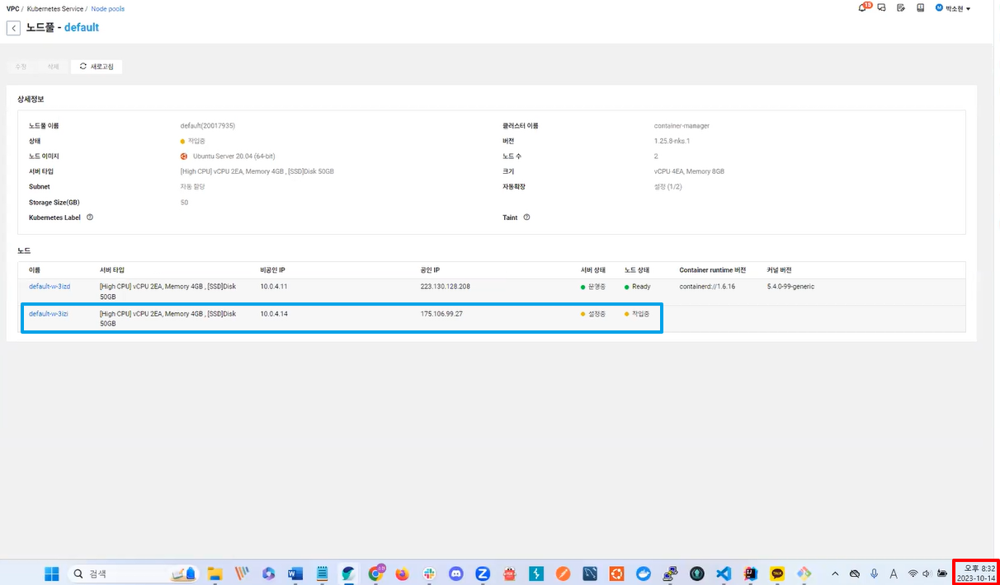 VPC / Kubernetes Service / Node pools
15
M 박소현
노드풀 - default
수정 삭제 새로고침
상세정보
노드풀 이름 default(20017935) 클러스터 이름 container-manager
상태 작업중 버전 1.25.8-nks.1
노드 이미지 Ubuntu Server 20.04 (64-bit) 노드 수 2
서버 타입 [High CPU] vCPU 2EA, Memory 4GB , [SSD]Disk 50GB 크기 vCPU 4EA, Memory 8GB
Subnet 자동 할당 자동확장 설정 (1/2)
Storage Size(GB) 50
Kubernetes Label ? Taint ?
노드
이름 서버 타입 비공인 IP 공인 IP 서버 상태 노드 상태 Container runtime 버전 커널 버전
default-w-3izd [High CPU] vCPU 2EA, Memory 4GB , [SSD]Disk 10.0.4.11 223.130.128.208 운영중 Ready containerd://1.6.16 5.4.0-99-generic
50GB
default-w-3izi [High CPU] vCPU 2EA, Memory 4GB , [SSD]Disk 10.0.4.14 175.106.99.27 설정중 작업중
50GB
검색
A
오후 8:32
2023-10-14